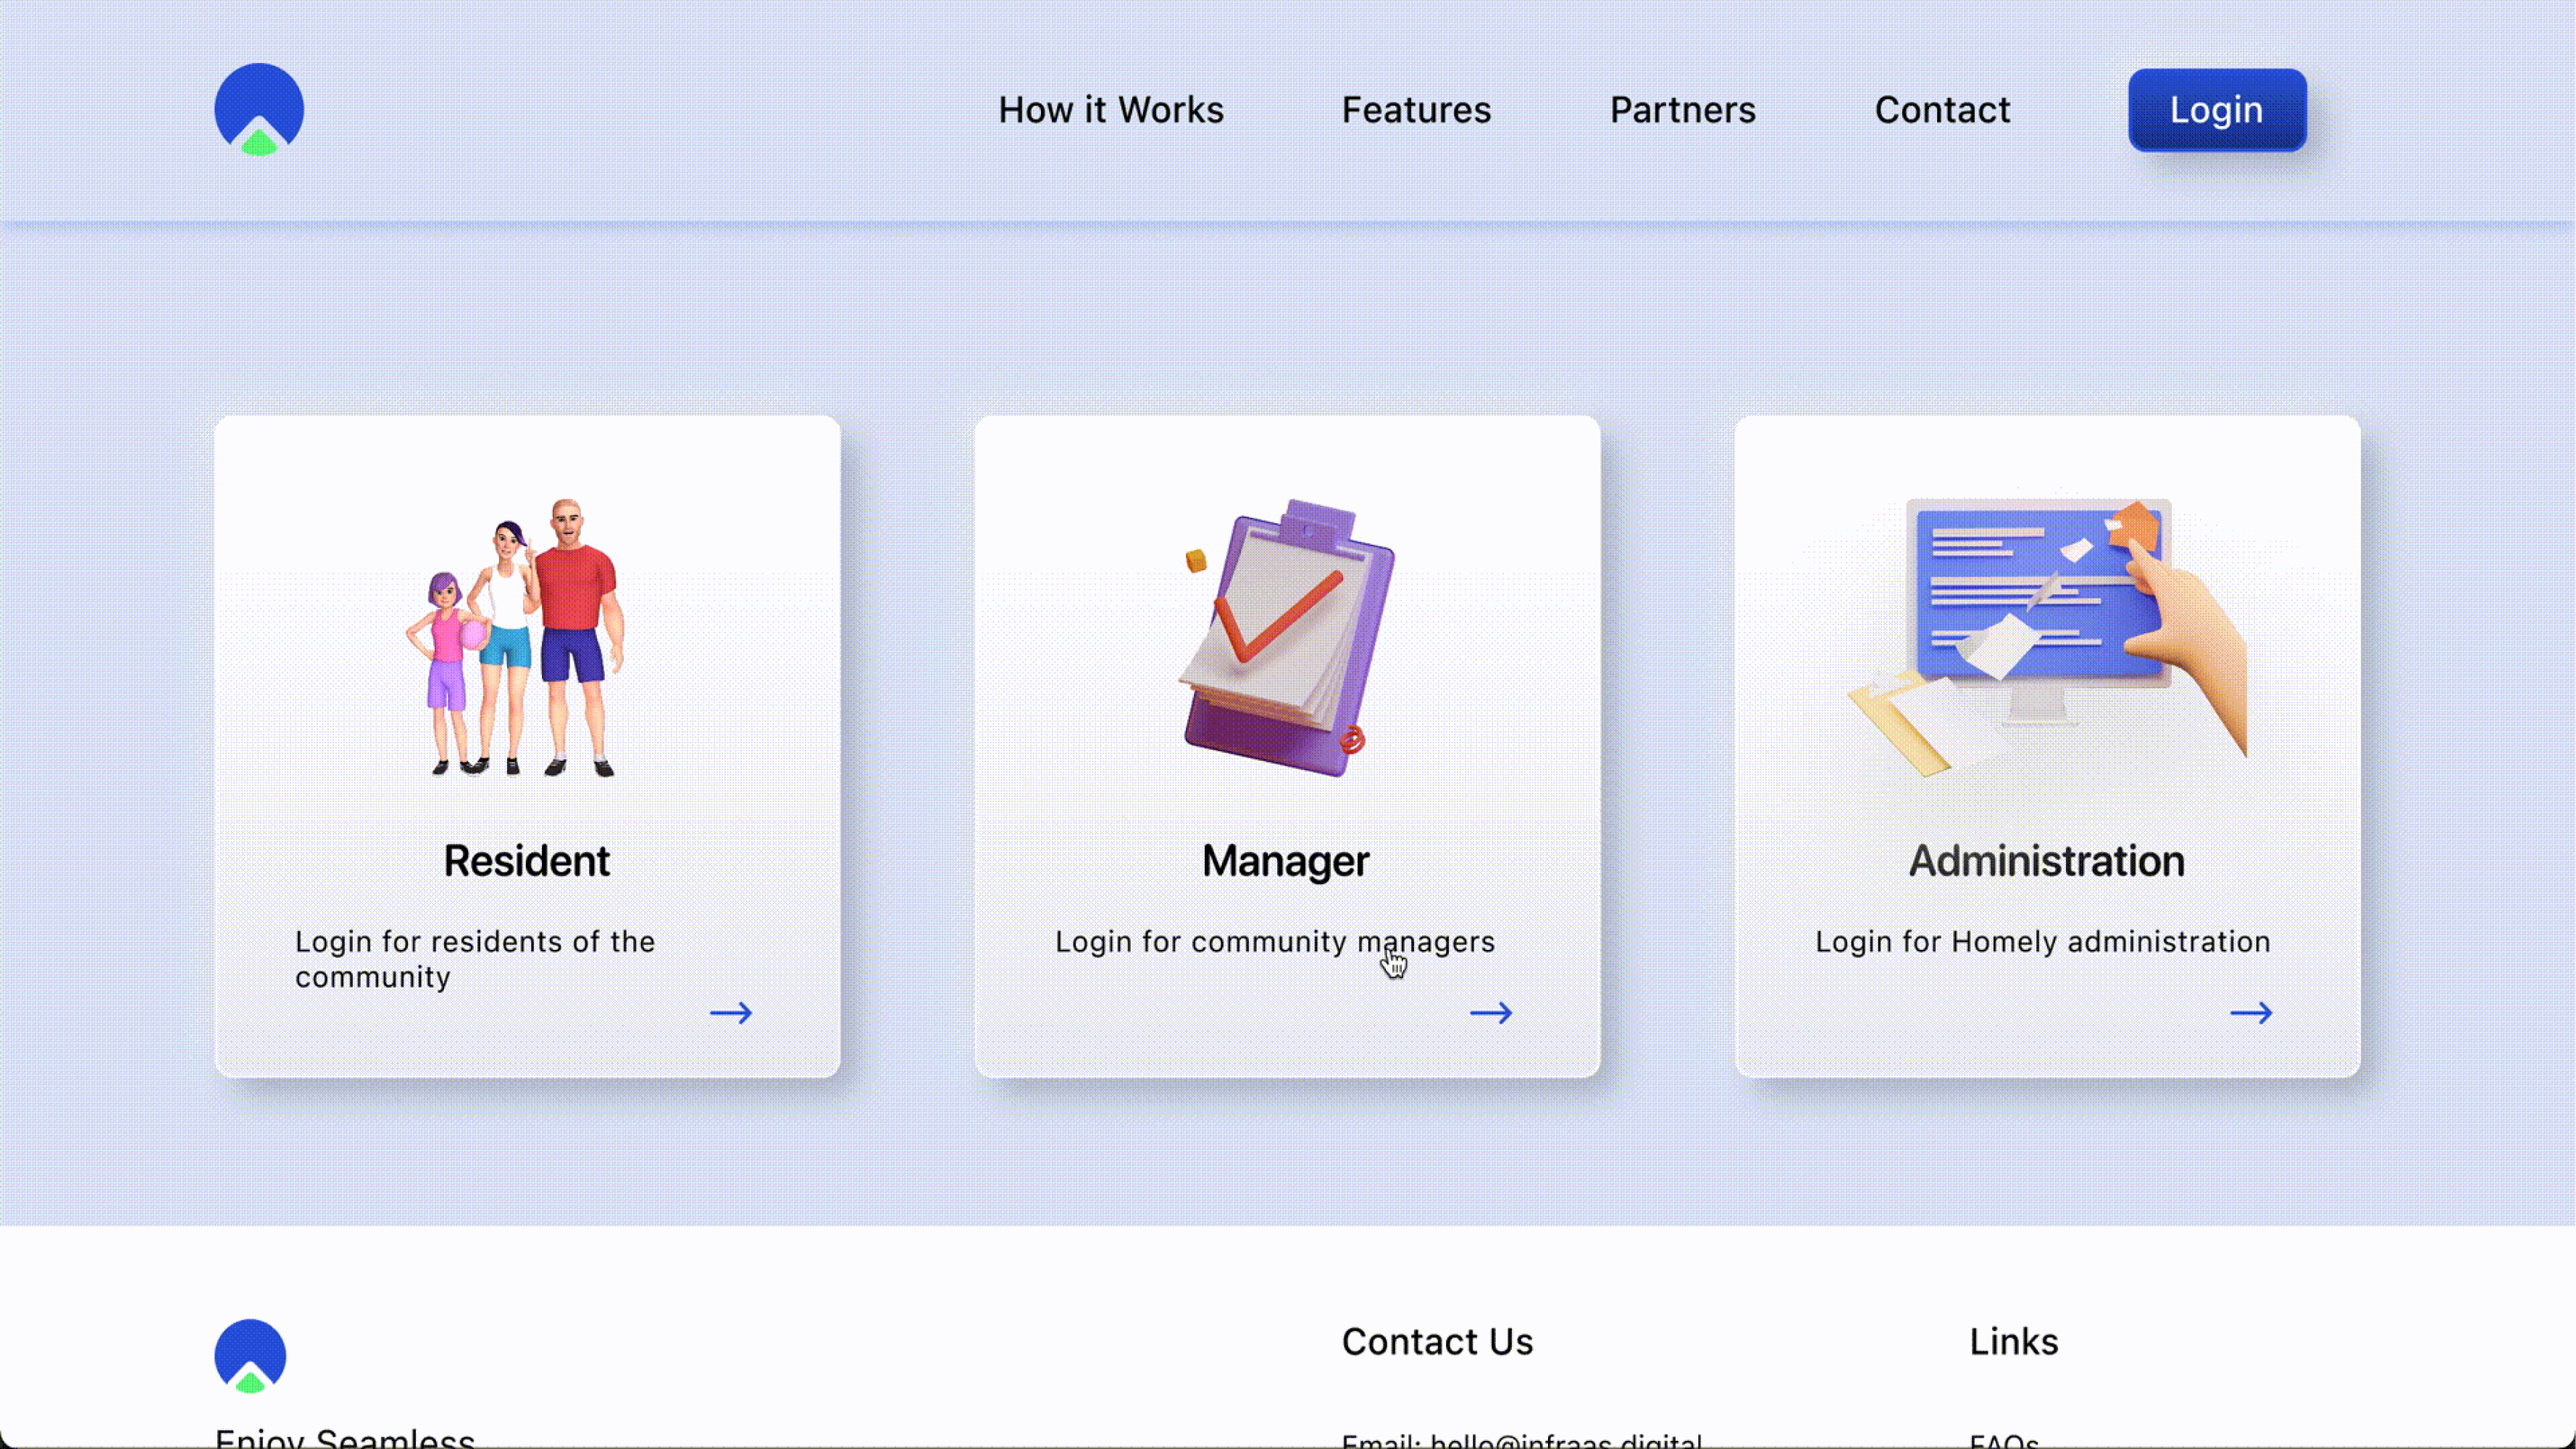 How it Works
Features
Partners
Contact
Login
Resident
Login for residents of the
community
Manager
Login for community managers
Administration
Login for Homely administration
Contact Us
Links
Enjoy Seamless
Email: hello@infraas.digital
FAQs